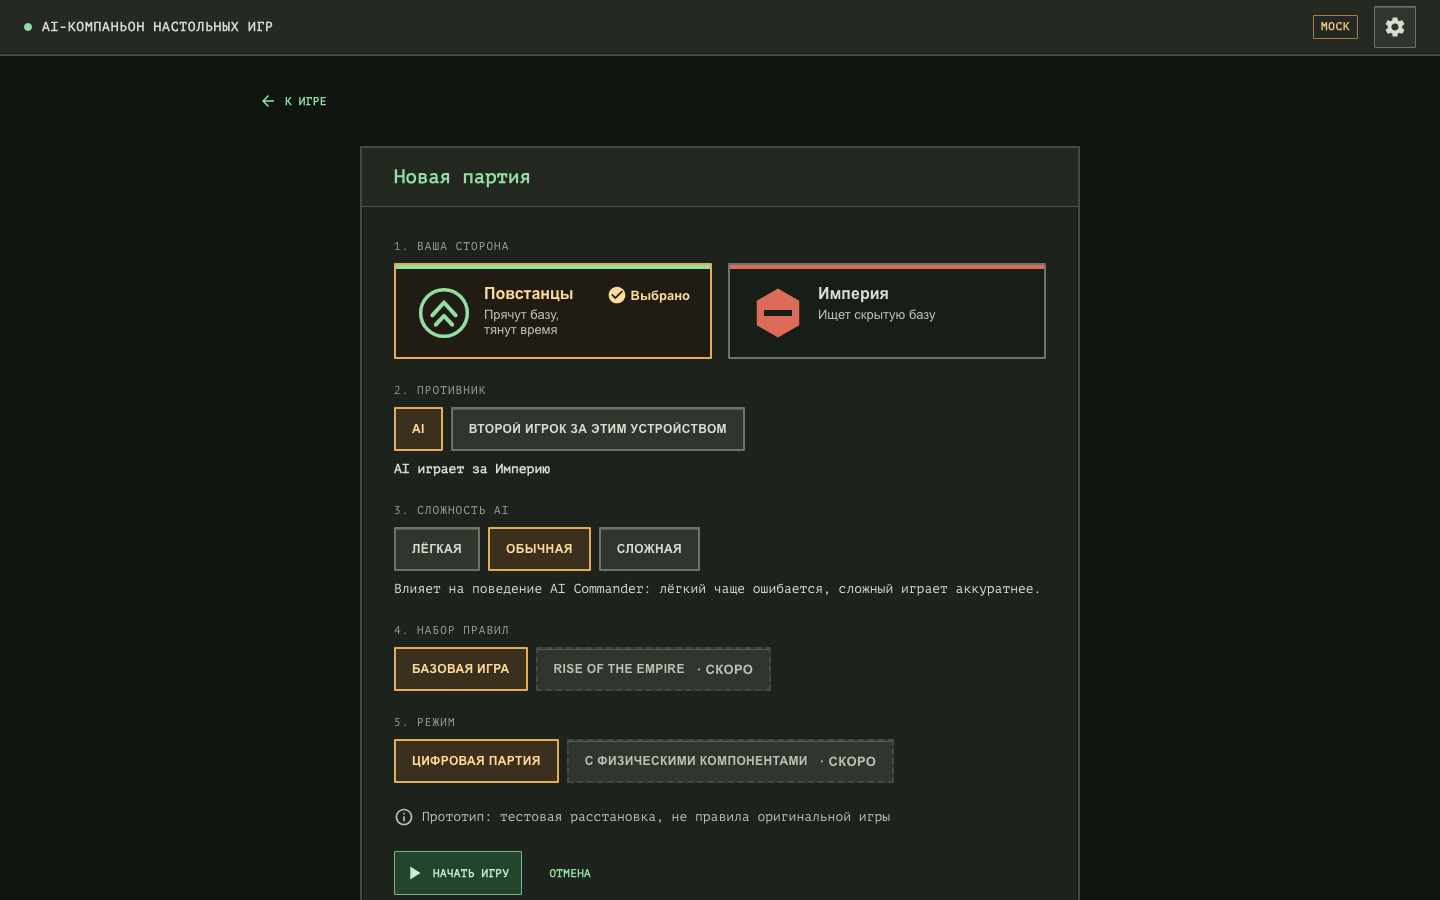 AI-КОМПАНЬОН НАСТОЛЬНЫХ ИГР
МОСК
К ИГРЕ
Новая партия
1. ВАША СТОРОНА
Повстанцы
Выбрано
Прячут базу,
тянут время
Империя
Ищет скрытую базу
2. ПРОТИВНИК
AI
ВТОРОЙ ИГРОК ЗА ЭТИМ УСТРОЙСТВОМ
AI играет за Империю
3. СЛОЖНОСТЬ AI
ЛЁГКАЯ
ОБЫЧНАЯ
СЛОЖНАЯ
Влияет на поведение AI Commander: лёгкий чаще ошибается, сложный играет аккуратнее.
4. НАБОР ПРАВИЛ
БАЗОВАЯ ИГРА
RISE OF THE EMPIRE · СКОРО
5. РЕЖИМ
ЦИФРОВАЯ ПАРТИЯ
С ФИЗИЧЕСКИМИ КОМПОНЕНТАМИ · СКОРО
Прототип: тестовая расстановка, не правила оригинальной игры
НАЧАТЬ ИГРУ
ОТМЕНА